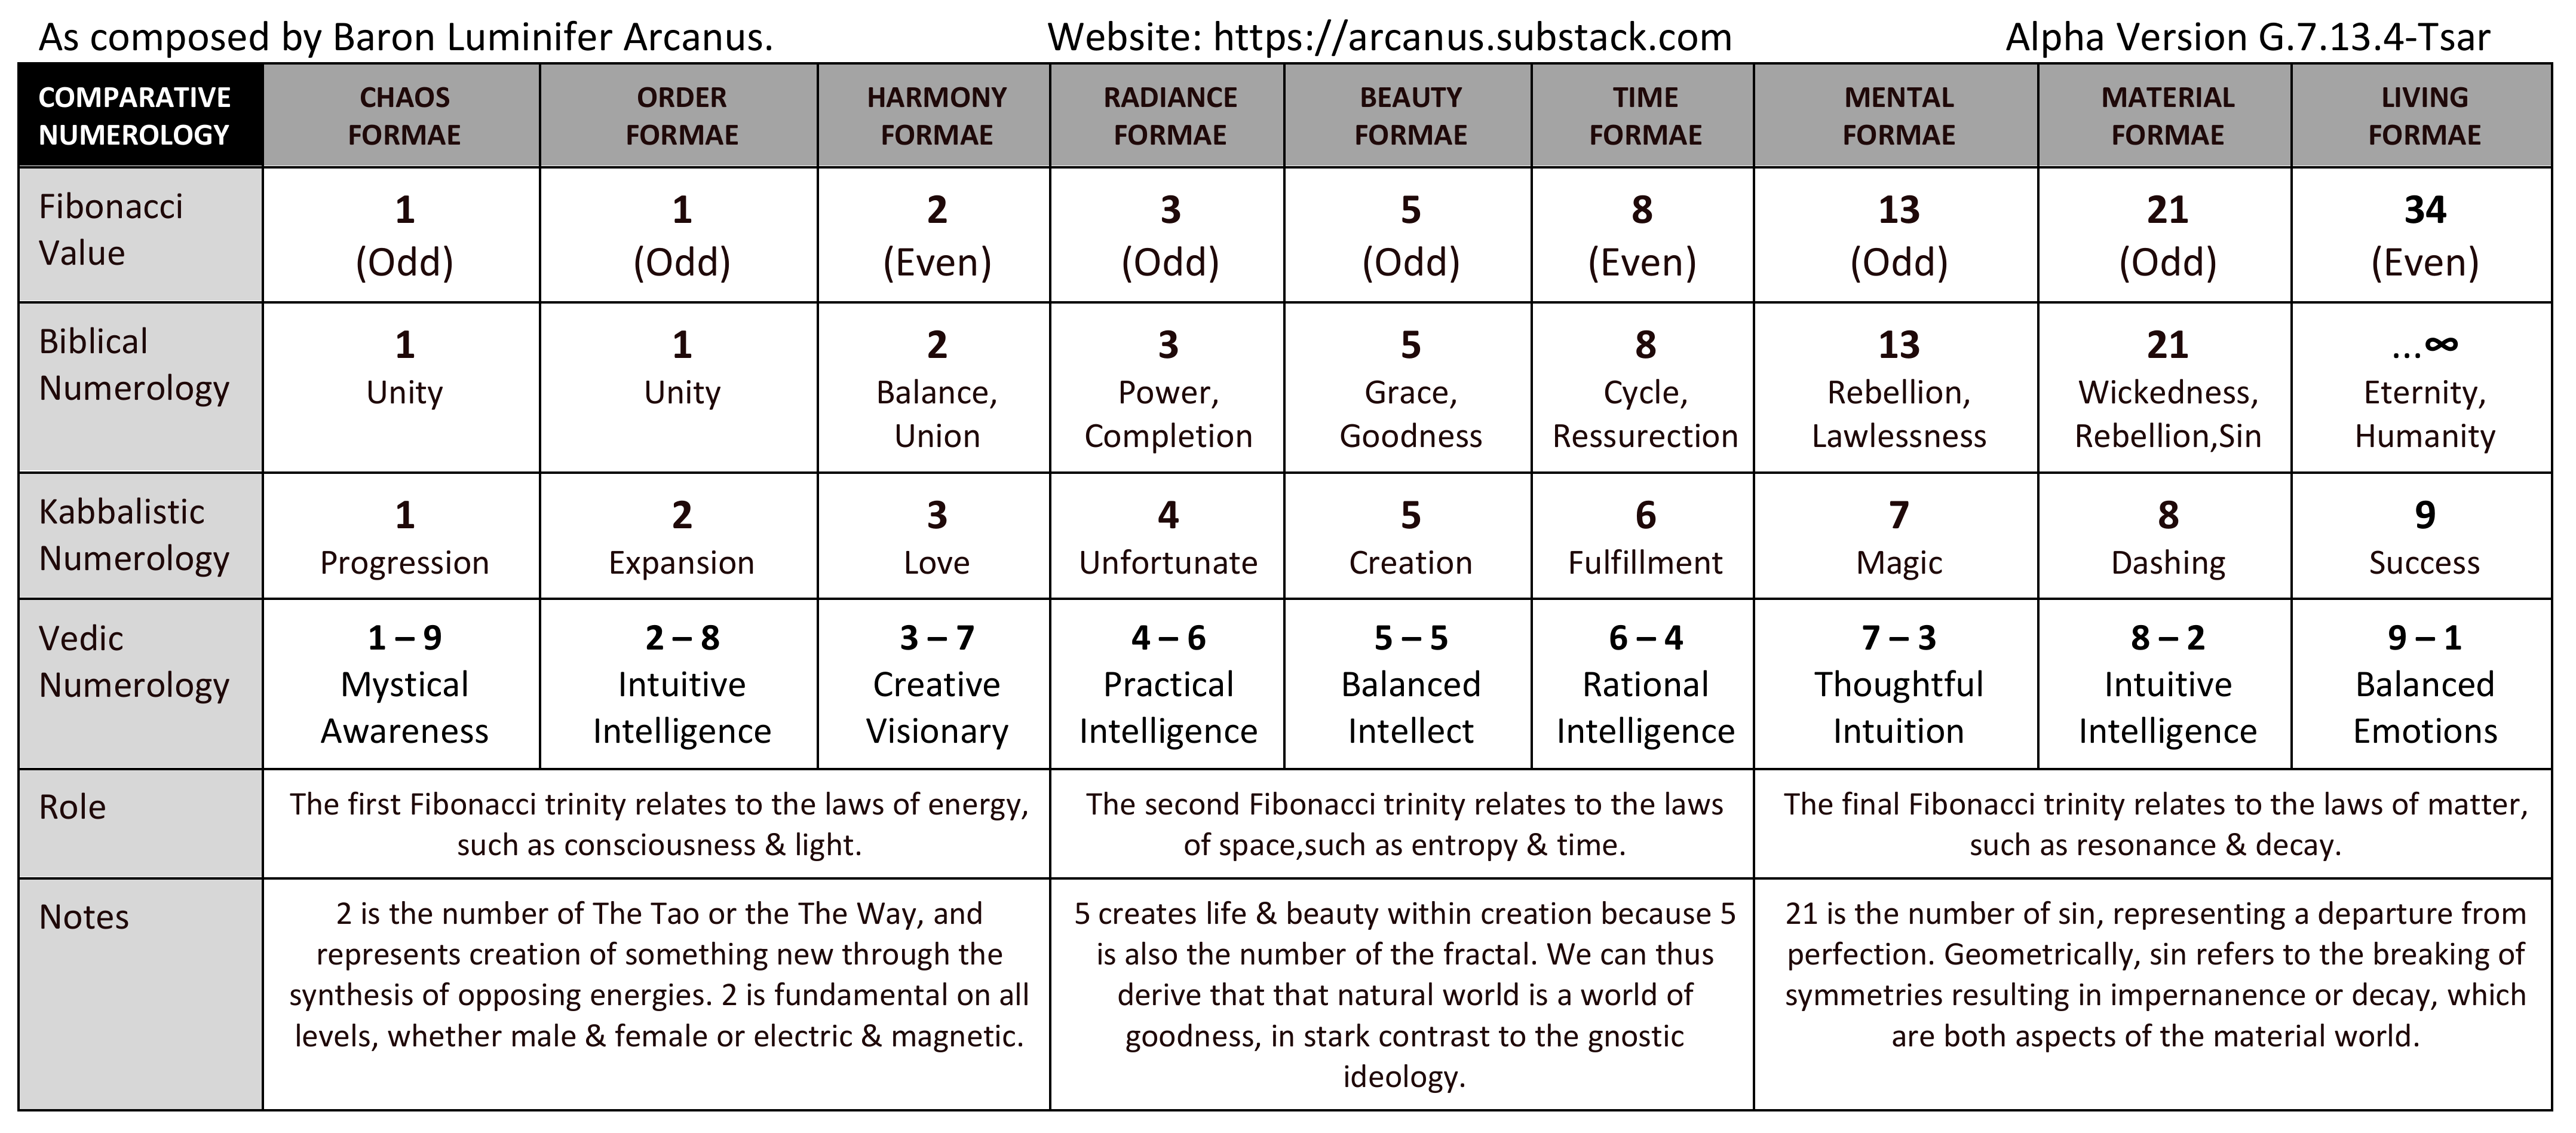 As composed by Baron Luminifer Arcanus. Website: https://arcanus.substack.com Alpha Version G.7.13.4-Tsar
COMPARATIVE NUMEROLOGY
CHAOS FORMAE
ORDER FORMAE
HARMONY FORMAE
RADIANCE FORMAE
BEAUTY FORMAE
TIME FORMAE
MENTAL FORMAE
MATERIAL FORMAE
LIVING FORMAE
Fibonacci
Value
1
(Odd)
1
(Odd)
2
(Even)
3
(Odd)
5
(Odd)
8
(Even)
13
(Odd)
21
(Odd)
34
(Even)
Biblical
Numerology
1
Unity
1
Unity
2
Balance,
Union
3
Power,
Completion
5
Grace,
Goodness
8
Cycle,
Ressurection
13
Rebellion,
Lawlessness
21
Wickedness,
Rebellion,Sin
...∞
Eternity,
Humanity
Kabbalistic
Numerology
1
Progression
2
Expansion
3
Love
4
Unfortunate
5
Creation
6
Fulfillment
7
Magic
8
Dashing
9
Success
Vedic
Numerology
1 – 9
Mystical
Awareness
2 – 8
Intuitive
Intelligence
3 – 7
Creative
Visionary
4 – 6
Practical
Intelligence
5 – 5
Balanced
Intellect
6 – 4
Rational
Intelligence
7 – 3
Thoughtful
Intuition
8 – 2
Intuitive
Intelligence
9 – 1
Balanced
Emotions
Role
The first Fibonacci trinity relates to the laws of energy,
such as consciousness & light.
The second Fibonacci trinity relates to the laws
of space,such as entropy & time.
The final Fibonacci trinity relates to the laws of matter,
such as resonance & decay.
Notes
2 is the number of The Tao or the The Way, and
represents creation of something new through the
synthesis of opposing energies. 2 is fundamental on all
levels, whether male & female or electric & magnetic.
5 creates life & beauty within creation because 5
is also the number of the fractal. We can thus
derive that that natural world is a world of
goodness, in stark contrast to the gnostic
ideology.
21 is the number of sin, representing a departure from
perfection. Geometrically, sin refers to the breaking of
symmetries resulting in impernanence or decay, which
are both aspects of the material world.